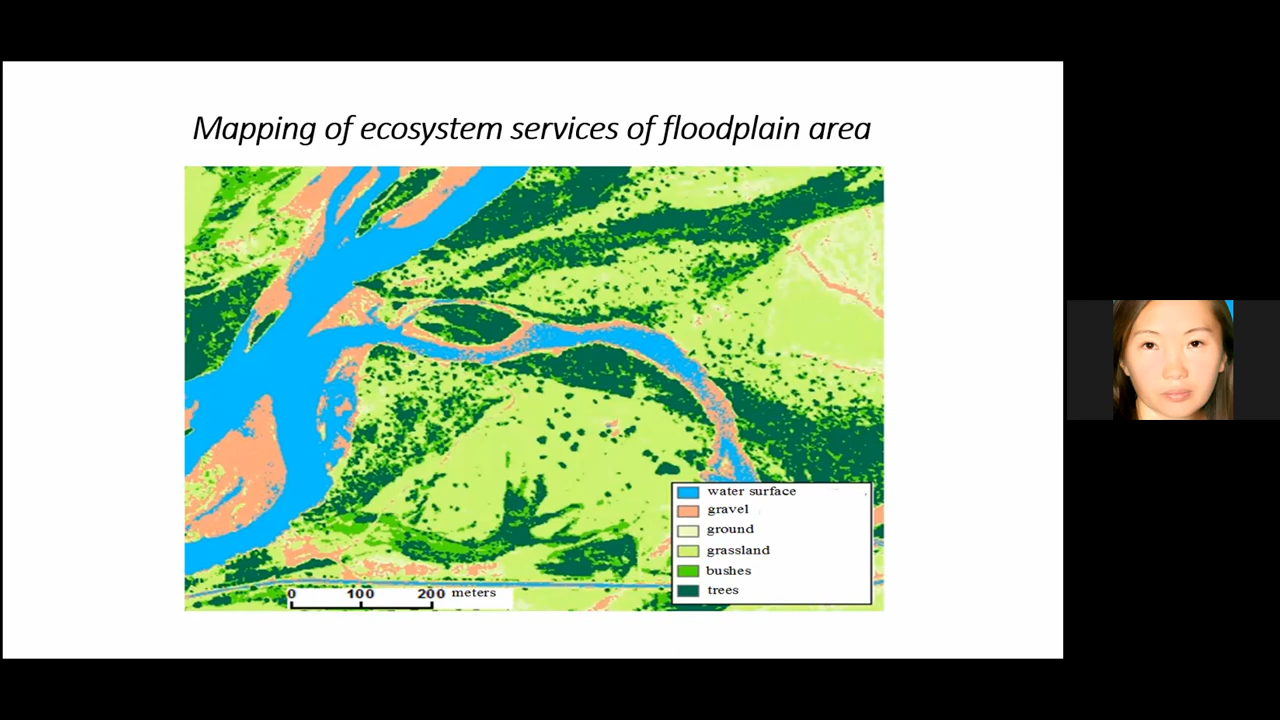 Mapping of ecosystem services of floodplain area
water surface
gravel
ground
grassland
bushes
trees
0 100 200 meters